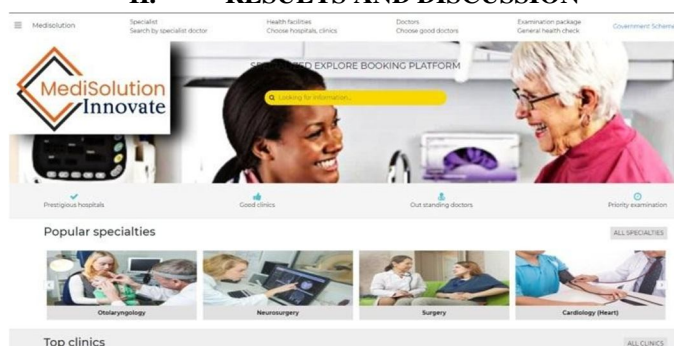 II. RESULTS AND DISCUSSION
Medisolution
Specialist
Search by specialist doctor
Health facilities
Choose hospitals, clinics
Doctors
Choose good doctors
Examination package
General health check
Government Scheme
MediSolution
Innovate
EXPLORE BOOKING PLATFORM
Looking for information...
Prestigious hospitals
Good clinics
Out standing doctors
Priority examination
Popular specialties
ALL SPECIALTIES
Otolaryngology
Neurosurgery
Surgery
Cardiology (Heart)
Top clinics
ALL CLINICS